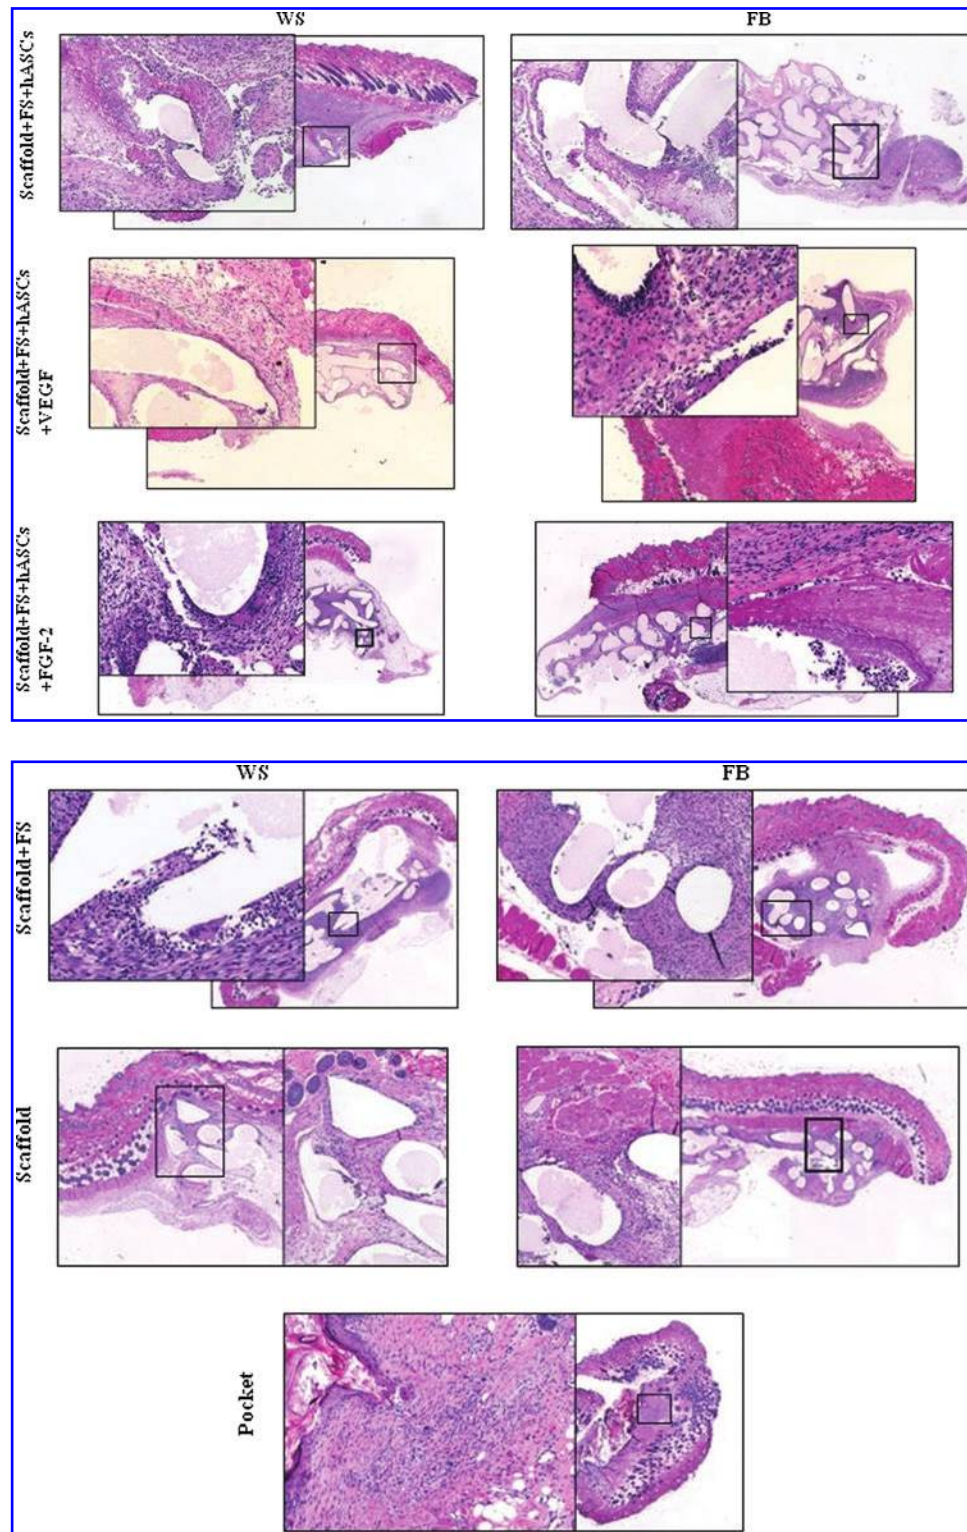 WS
FB
Scaffold+FS+hASCs
Scaffold+FS+hASCs
+VEGF
Scaffold+FS+hASCs
+FGF-2
WS
FB
Scaffold+FS
Scaffold
Pocket